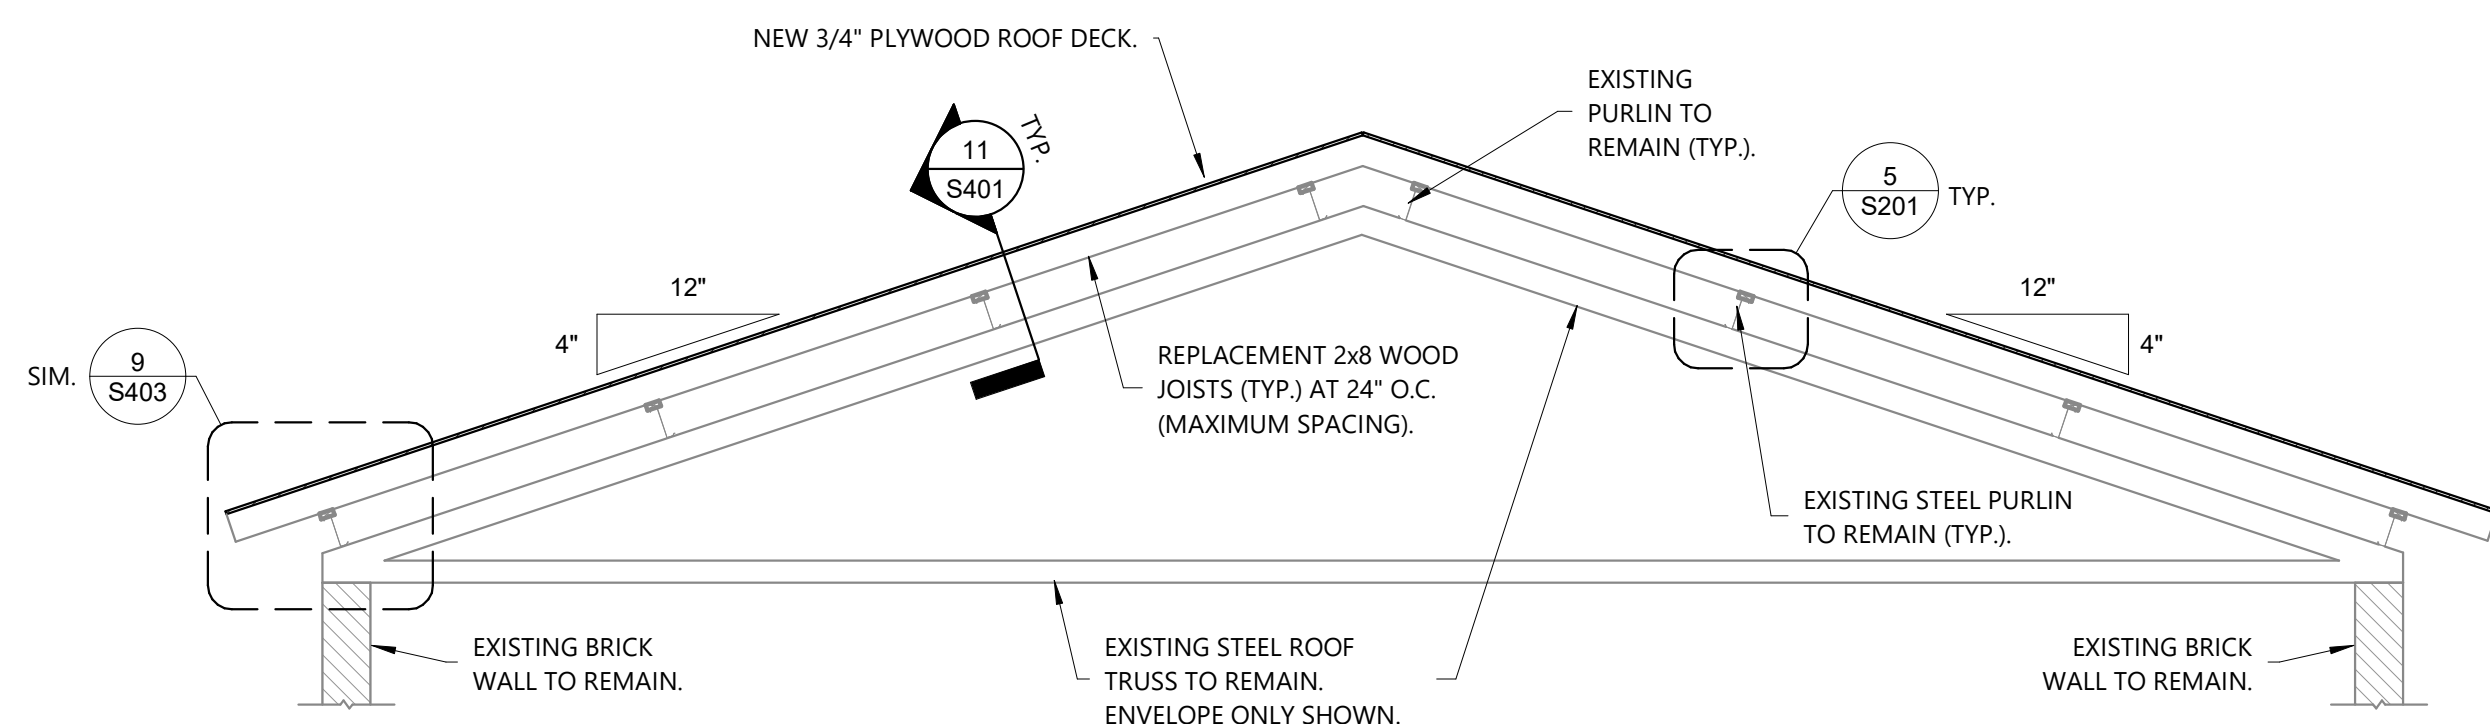 NEW 3/4" PLYWOOD ROOF DECK.
EXISTING
PURLIN TO
REMAIN (TYP.).
11
S401
TYP.
5
S201
TYP.
12"
4"
12"
4"
SIM.
9
S403
REPLACEMENT 2x8 WOOD
JOISTS (TYP.) AT 24" O.C.
(MAXIMUM SPACING).
EXISTING STEEL PURLIN
TO REMAIN (TYP.).
EXISTING BRICK
WALL TO REMAIN.
EXISTING STEEL ROOF
TRUSS TO REMAIN.
ENVELOPE ONLY SHOWN.
EXISTING BRICK
WALL TO REMAIN.